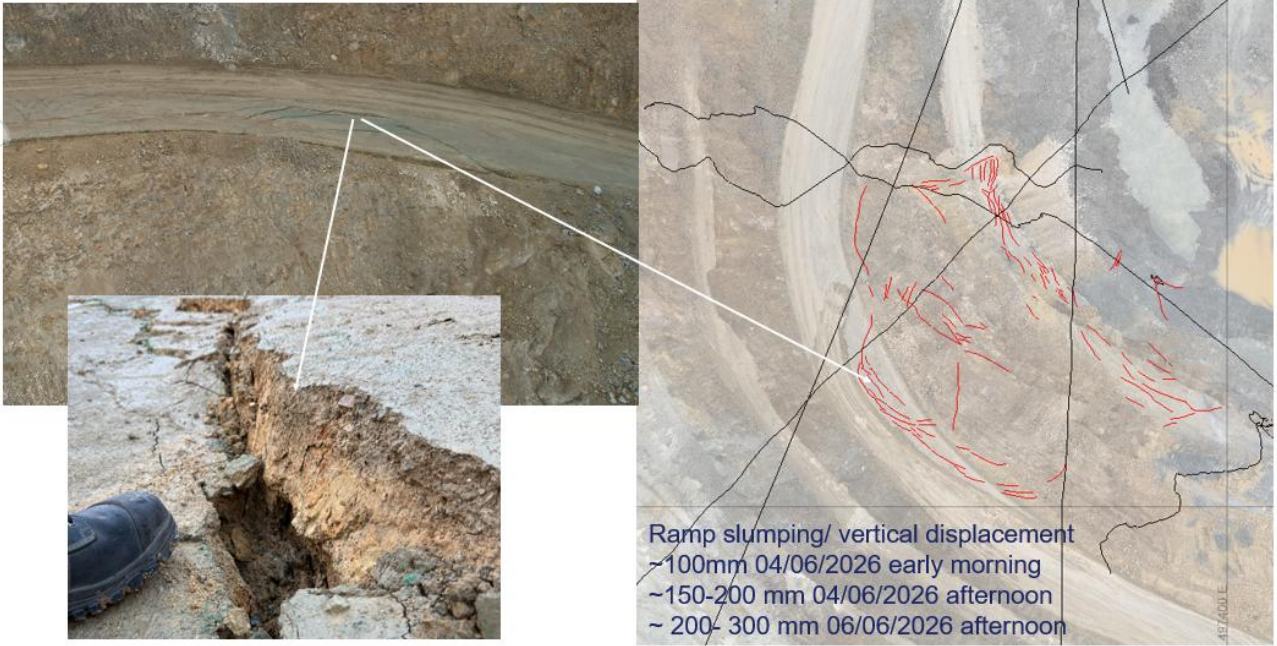 Ramp slumping/ vertical displacement
~100mm 04/06/2026 early morning
~150-200 mm 04/06/2026 afternoon
~ 200- 300 mm 06/06/2026 afternoon
497400 E